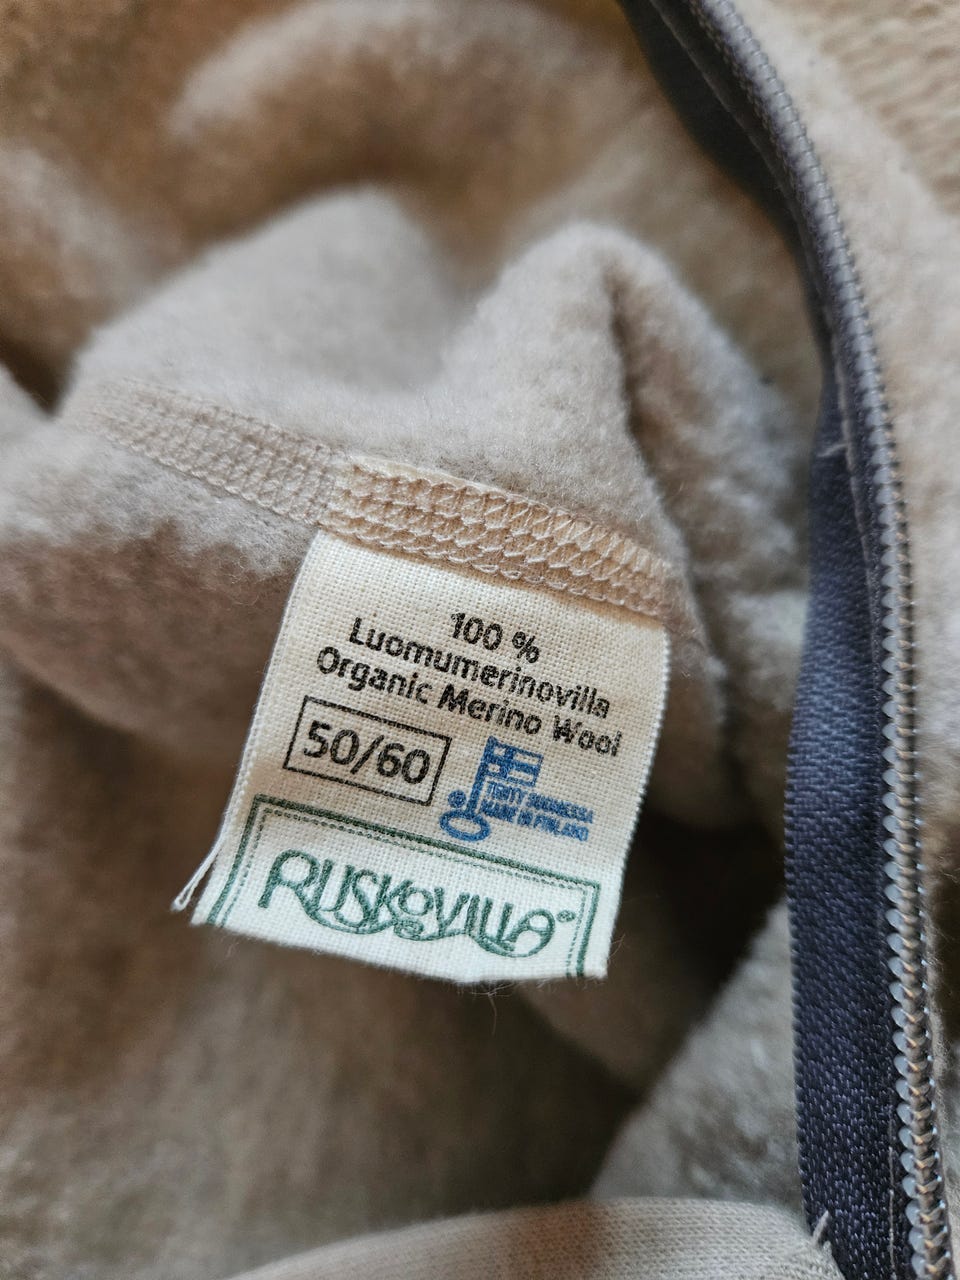 100 %
Luomumerinovilla
Organic Merino Wool
50/60
TEHTY SUOMESSA
MADE IN FINLAND
RUSKOVILLA®